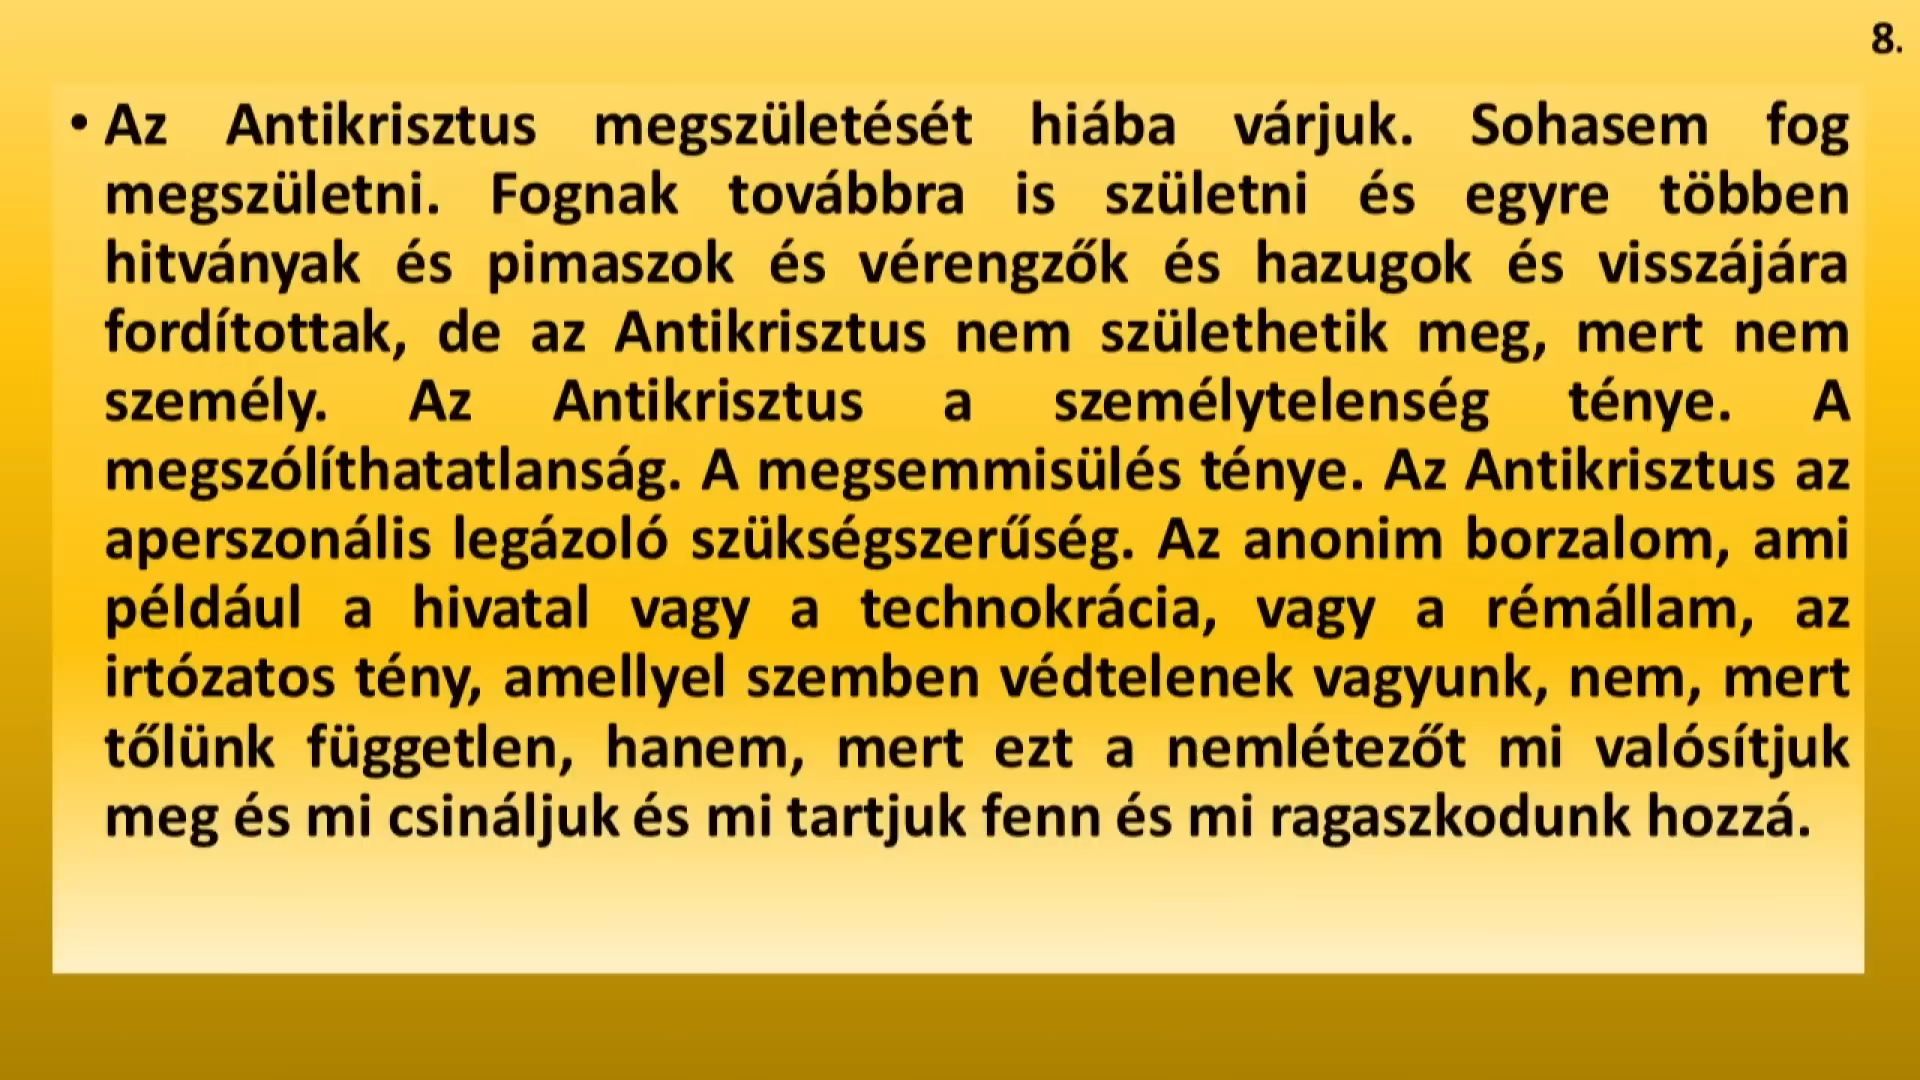 8.
• Az Antikrisztus megszületését hiába várjuk. Sohasem fog
megszületni. Fognak továbbra is születni és egyre többen
hitványak és pimaszok és vérengzők és hazugok és visszájára
fordítottak, de az Antikrisztus nem születhetik meg, mert nem
személy. Az Antikrisztus a személytelenség ténye. A
megszólíthatatlanság. A megsemmisülés ténye. Az Antikrisztus az
aperszonális legázoló szükségszerűség. Az anonim borzalom, ami
például a hivatal vagy a technokrácia, vagy a rémállam, az
irtózatos tény, amellyel szemben védtelenek vagyunk, nem, mert
tőlünk független, hanem, mert ezt a nemlétezőt mi valósítjuk
meg és mi csináljuk és mi tartjuk fenn és mi ragaszkodunk hozzá.